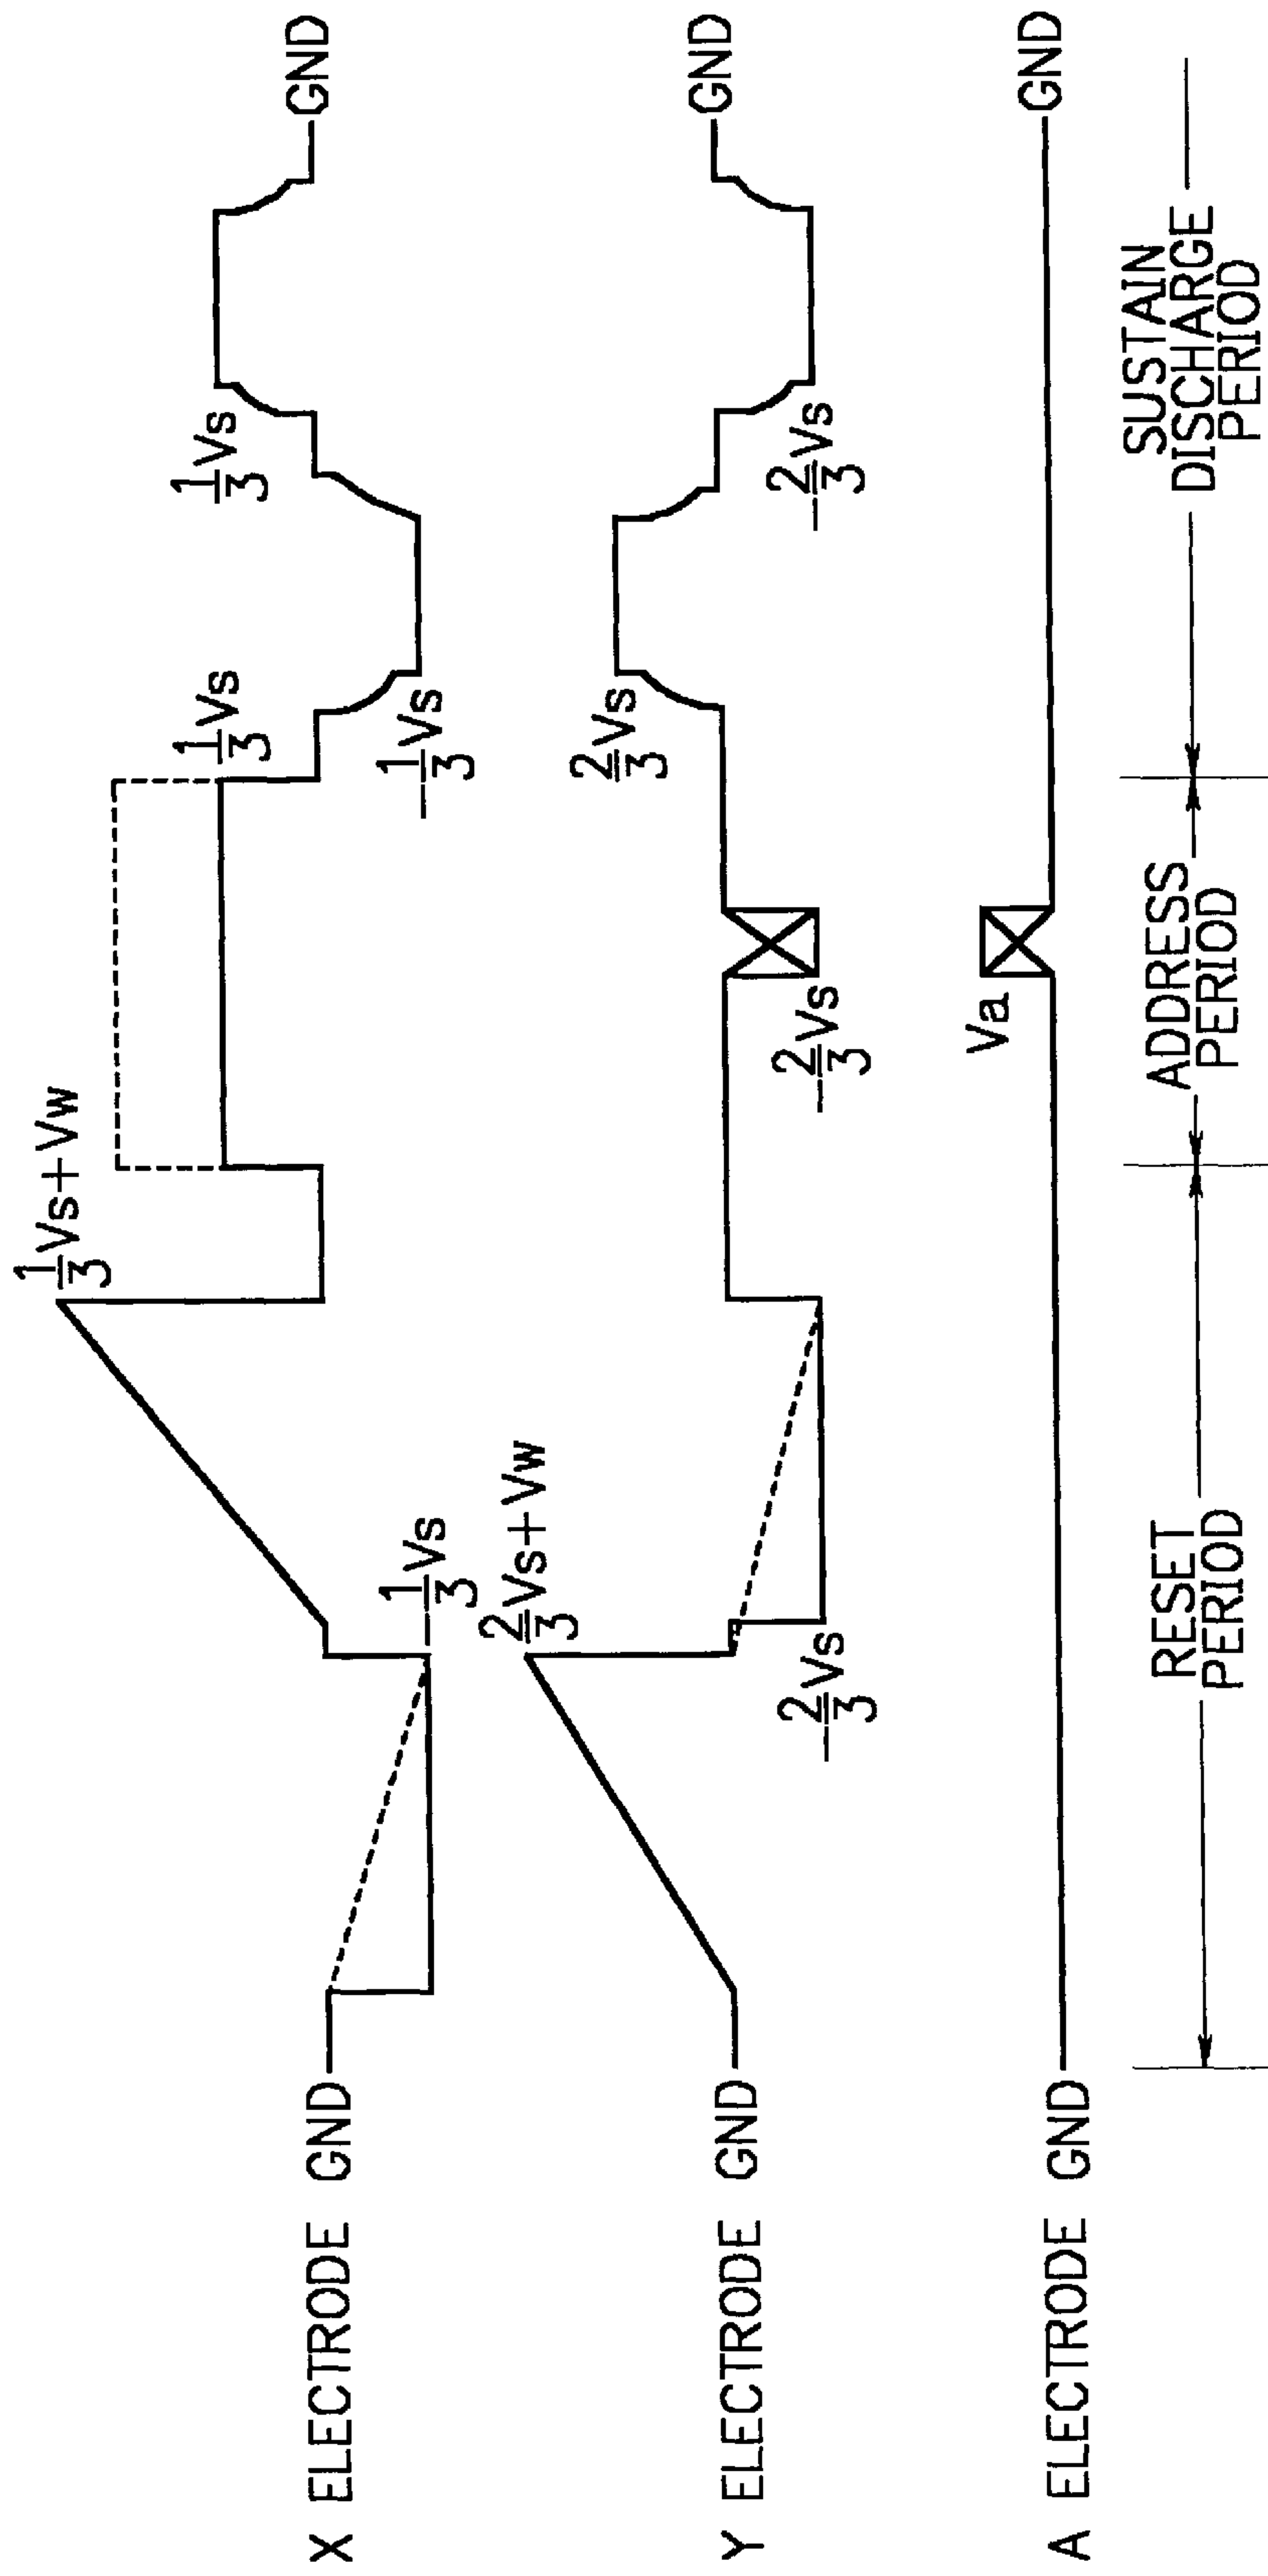 X ELECTRODE GND
-1/3Vs
1/3Vs+Vw
1/3Vs
-1/3Vs
1/3Vs
GND
Y ELECTRODE GND
2/3Vs+Vw
-2/3Vs
-2/3Vs
2/3Vs
-2/3Vs
GND
A ELECTRODE GND
Va
GND
RESET
PERIOD
ADDRESS
PERIOD
SUSTAIN
DISCHARGE
PERIOD